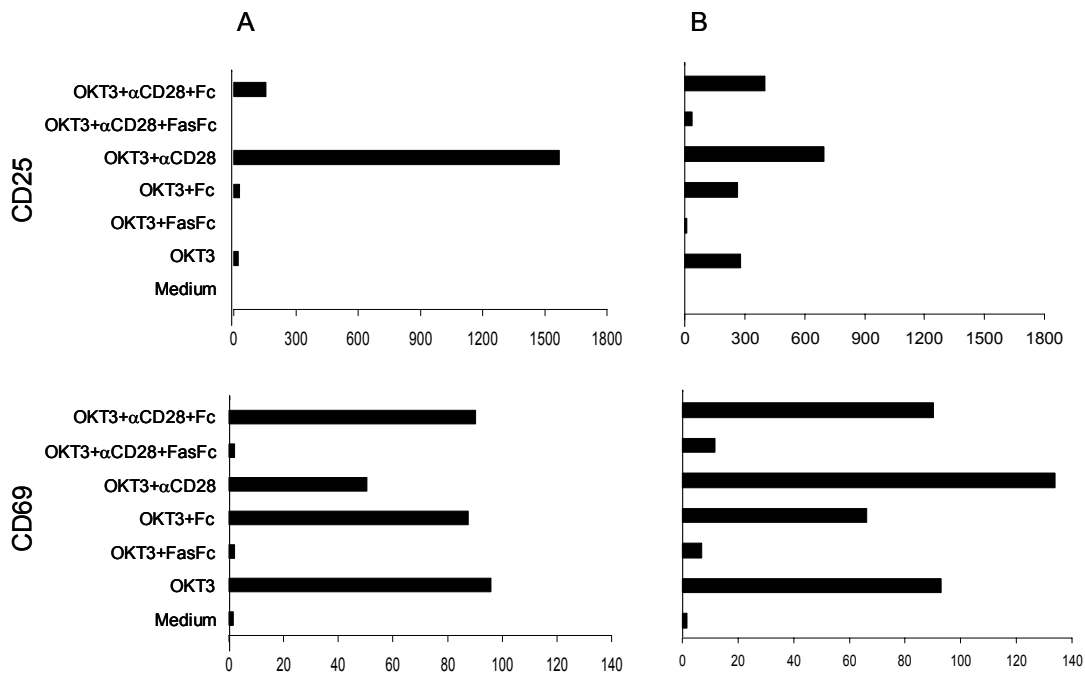 A B
OKT3+αCD28+Fc
OKT3+αCD28+FasFc
OKT3+αCD28
OKT3+Fc
OKT3+FasFc
OKT3
Medium
CD25
0 300 600 900 1200 1500 1800
0 300 600 900 1200 1500 1800
OKT3+αCD28+Fc
OKT3+αCD28+FasFc
OKT3+αCD28
OKT3+Fc
OKT3+FasFc
OKT3
Medium
CD69
0 20 40 60 80 100 120 140
0 20 40 60 80 100 120 140